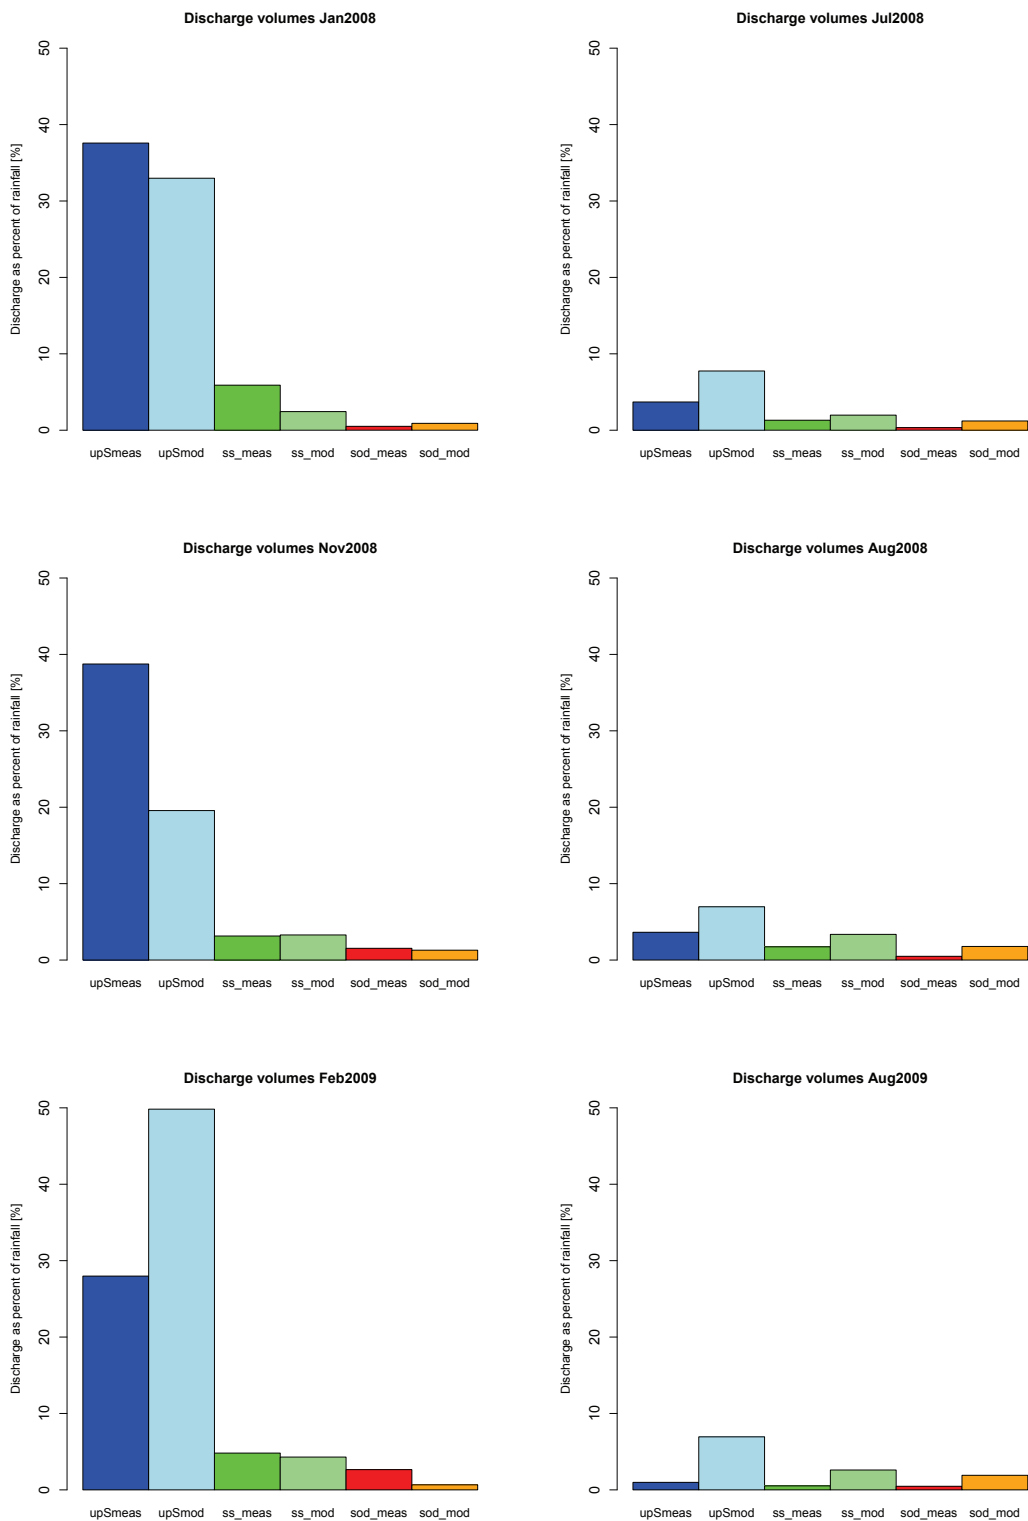 Discharge volumes Jan2008
Discharge as percent of rainfall [%]
50
40
30
20
10
0
upSmeas upSmod ss_meas ss_mod sod_meas sod_mod
Discharge volumes Jul2008
Discharge as percent of rainfall [%]
50
40
30
20
10
0
upSmeas upSmod ss_meas ss_mod sod_meas sod_mod
Discharge volumes Nov2008
Discharge as percent of rainfall [%]
50
40
30
20
10
0
upSmeas upSmod ss_meas ss_mod sod_meas sod_mod
Discharge volumes Aug2008
Discharge as percent of rainfall [%]
50
40
30
20
10
0
upSmeas upSmod ss_meas ss_mod sod_meas sod_mod
Discharge volumes Feb2009
Discharge as percent of rainfall [%]
50
40
30
20
10
0
upSmeas upSmod ss_meas ss_mod sod_meas sod_mod
Discharge volumes Aug2009
Discharge as percent of rainfall [%]
50
40
30
20
10
0
upSmeas upSmod ss_meas ss_mod sod_meas sod_mod